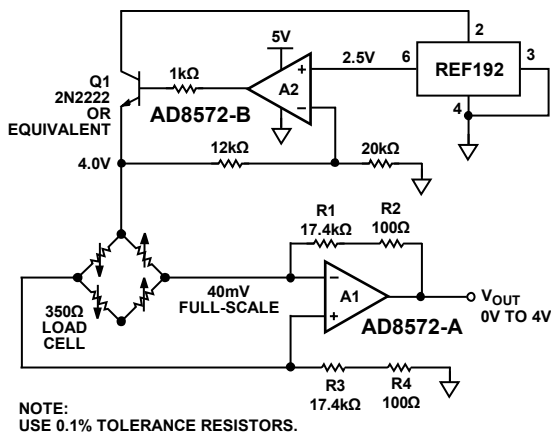 2
1kΩ
5V
2.5V
6
REF192
3
4
Q1
2N2222
OR
EQUIVALENT
A2
+
–
AD8572-B
4.0V
12kΩ
20kΩ
R1
17.4kΩ
R2
100Ω
350Ω
LOAD
CELL
40mV
FULL-SCALE
–
A1
+
AD8572-A
VOUT
0V TO 4V
R3
17.4kΩ
R4
100Ω
NOTE:
USE 0.1% TOLERANCE RESISTORS.